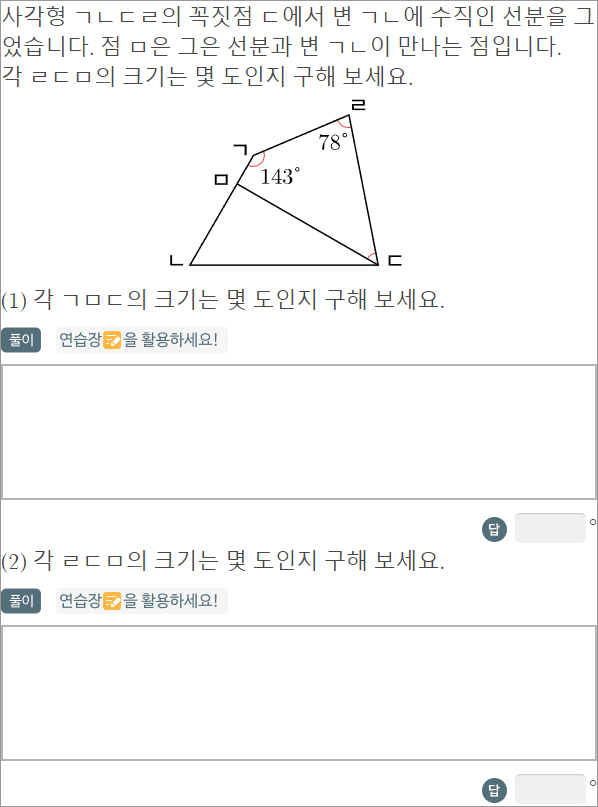 사각형 ㄱㄴㄷㄹ의 꼭짓점 ㄷ에서 변 ㄱㄴ에 수직인 선분을 그
었습니다. 점 ㅁ은 그은 선분과 변 ㄱㄴ이 만나는 점입니다.
각 ㄹㄷㅁ의 크기는 몇 도인지 구해 보세요.
ㄹ
78°
ㄱ
143°
ㅁ
ㄴ
ㄷ
(1) 각 ㄱㅁㄷ의 크기는 몇 도인지 구해 보세요.
풀이 연습장을 활용하세요!
답 °
(2) 각 ㄹㄷㅁ의 크기는 몇 도인지 구해 보세요.
풀이 연습장을 활용하세요!
답 °